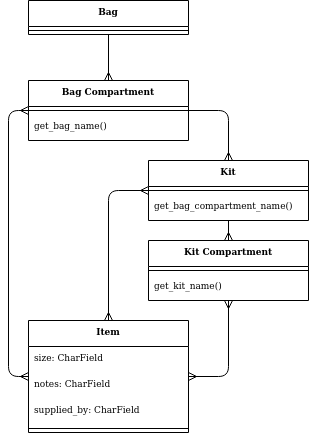 Bag
Bag Compartment
get_bag_name()
Kit
get_bag_compartment_name()
Kit Compartment
get_kit_name()
Item
size: CharField
notes: CharField
supplied_by: CharField